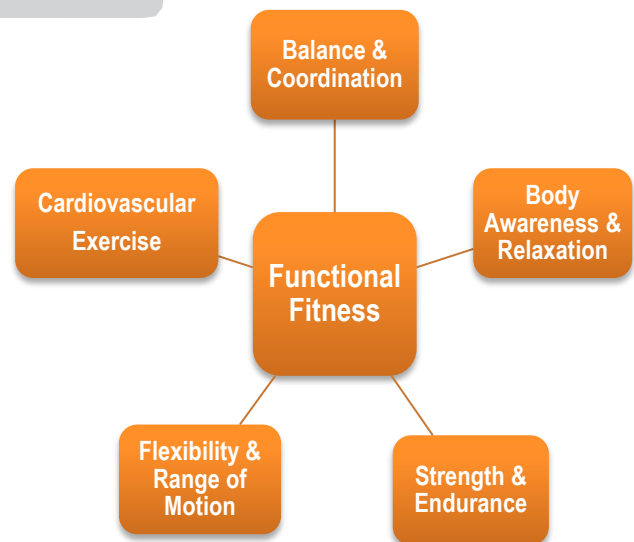 Balance &
Coordination
Cardiovascular
Exercise
Body
Awareness &
Relaxation
Functional
Fitness
Flexibility &
Range of
Motion
Strength &
Endurance